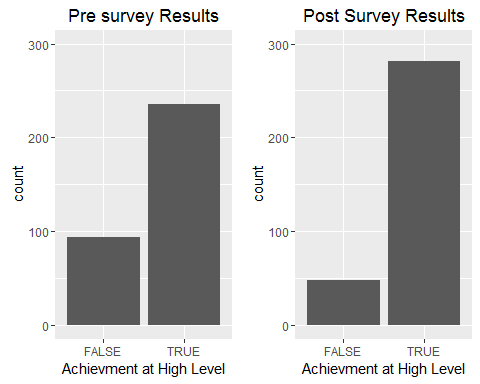 Pre survey Results
300
200
100
0
count
FALSE TRUE
Achievment at High Level
Post Survey Results
300
200
100
0
count
FALSE TRUE
Achievment at High Level